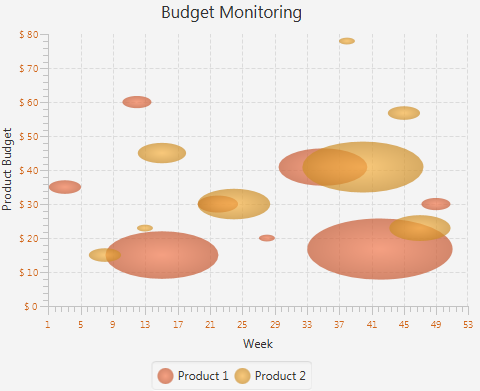 Budget Monitoring
$ 80
$ 70
$ 60
$ 50
$ 40
$ 30
$ 20
$ 10
$ 0
Product Budget
1 5 9 13 17 21 25 29 33 37 41 45 49 53
Week
Product 1 Product 2